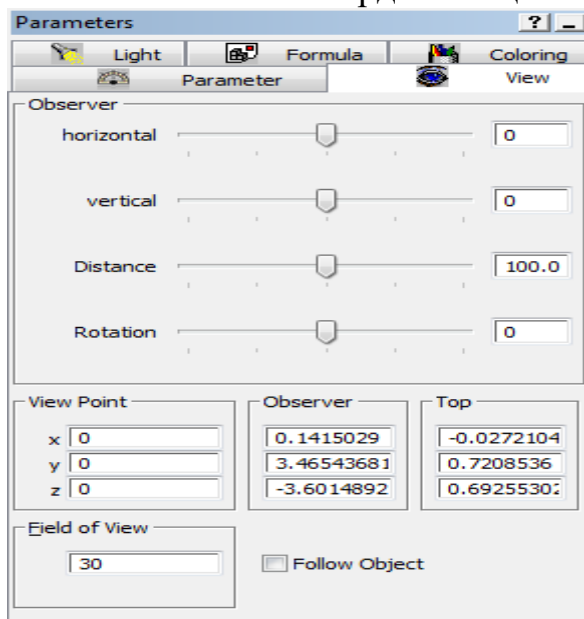 Parameters
Light Formula Coloring
Parameter View
Observer
horizontal 0
vertical 0
Distance 100.0
Rotation 0
View Point Observer Top
x 0 0.1415029 -0.0272104
y 0 3.46543681 0.7208536
z 0 -3.6014892 0.69255302
Field of View
30 Follow Object